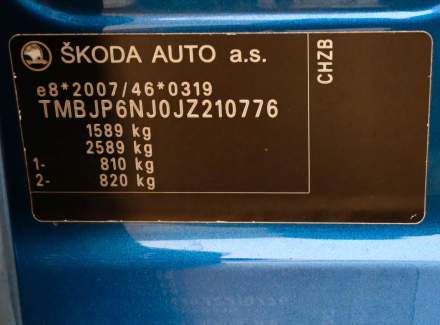 ŠKODA AUTO a.s.
CHZB
e8*2007/46*0319
TMBJP6NJ0JZ210776
1589 kg
2589 kg
1- 810 kg
2- 820 kg